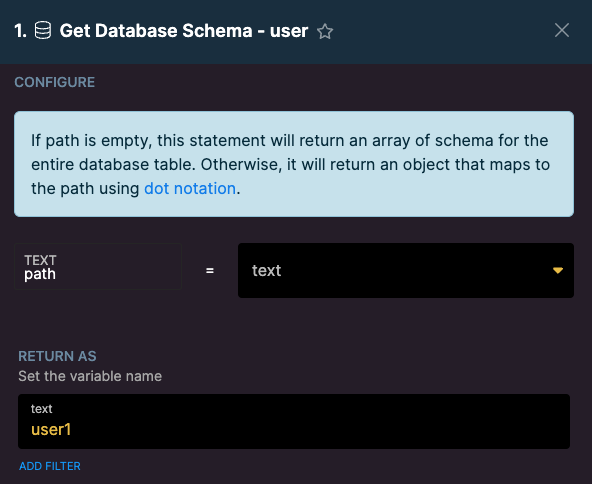 1. Get Database Schema - user
CONFIGURE
If path is empty, this statement will return an array of schema for the
entire database table. Otherwise, it will return an object that maps to
the path using dot notation.
TEXT
path
=
text
RETURN AS
Set the variable name
text
user1
ADD FILTER